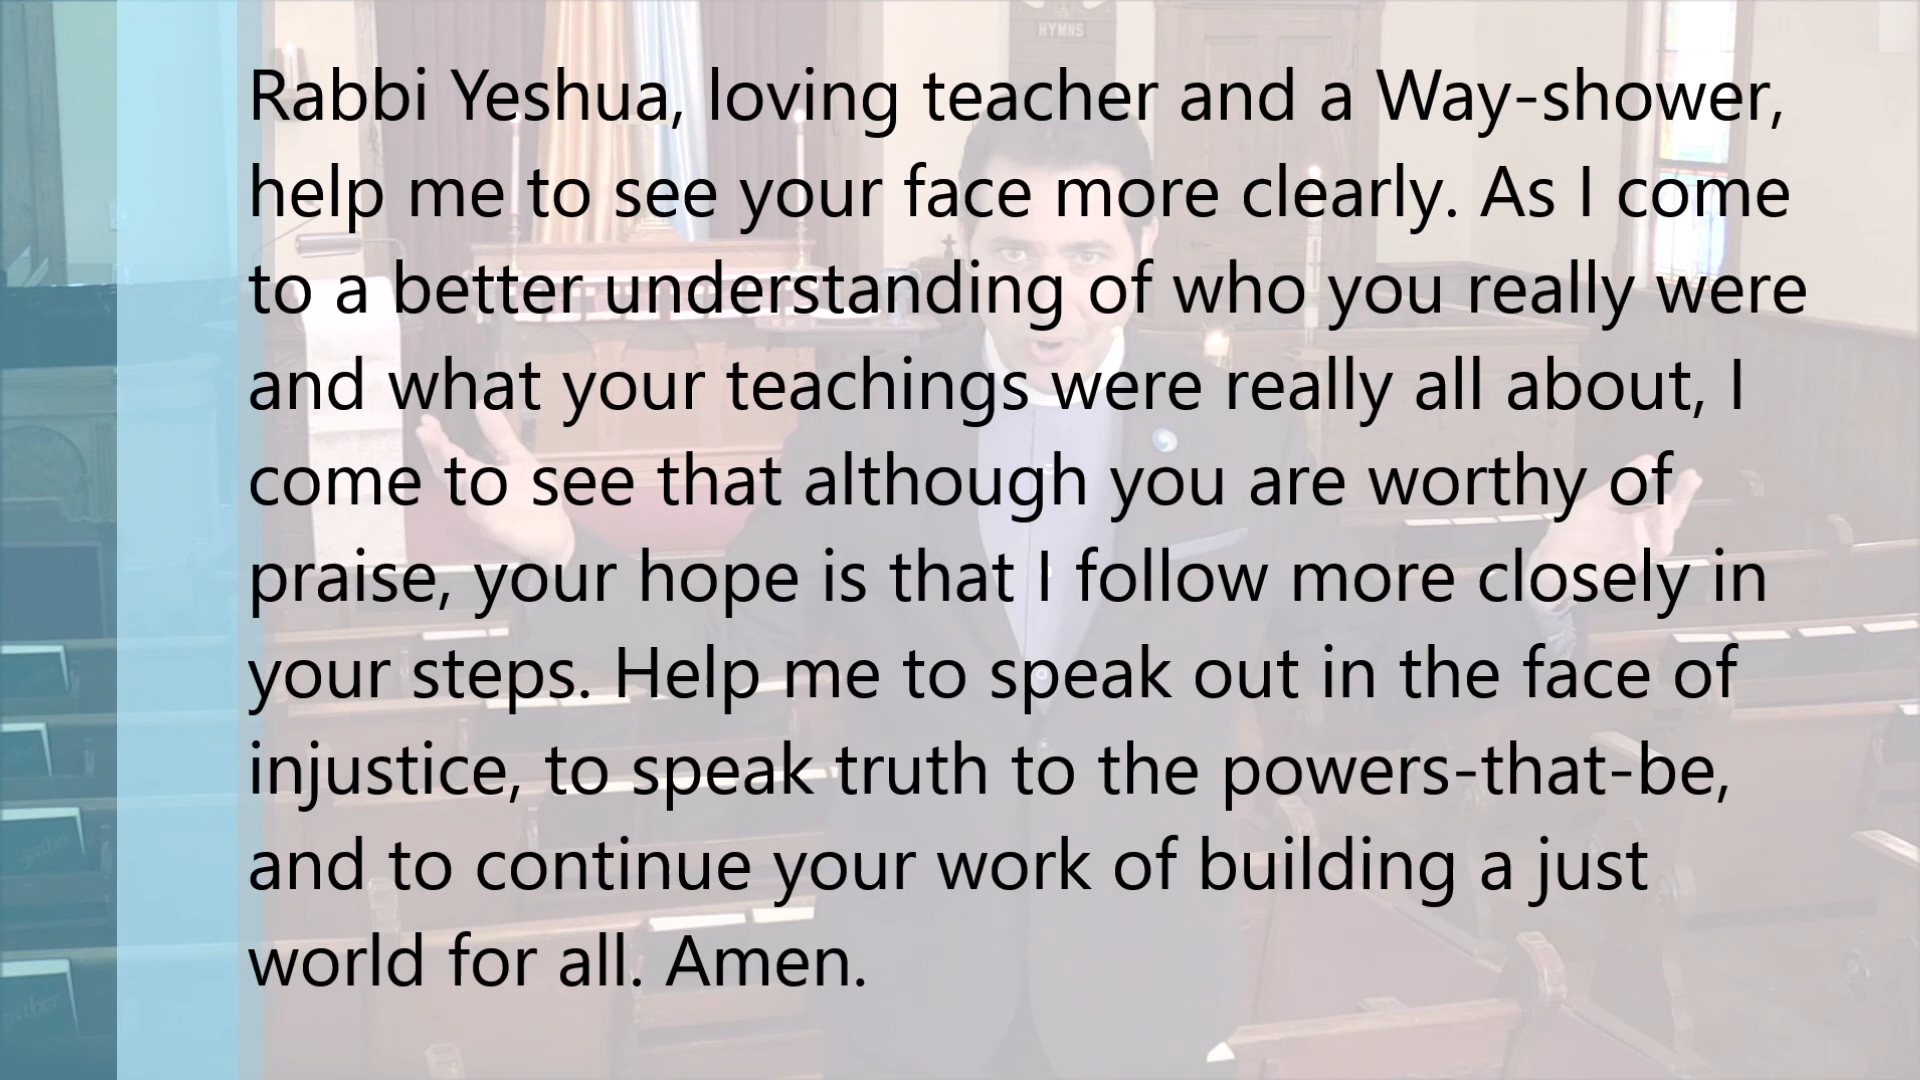 HYMNS
Rabbi Yeshua, loving teacher and a Way-shower,
help me to see your face more clearly. As I come
to a better understanding of who you really were
and what your teachings were really all about, I
come to see that although you are worthy of
praise, your hope is that I follow more closely in
your steps. Help me to speak out in the face of
injustice, to speak truth to the powers-that-be,
and to continue your work of building a just
world for all. Amen.
gather
gather